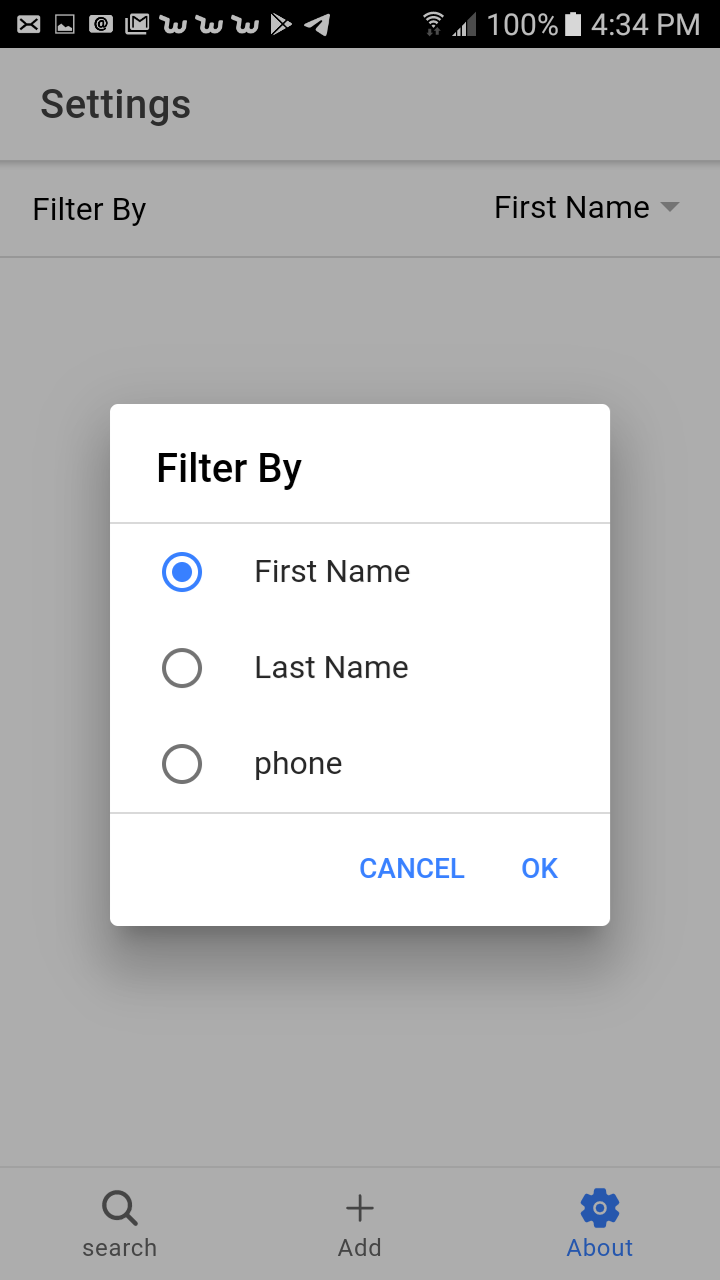 100% 4:34 PM
Settings
Filter By First Name
Filter By
First Name
Last Name
phone
CANCEL OK
search Add About